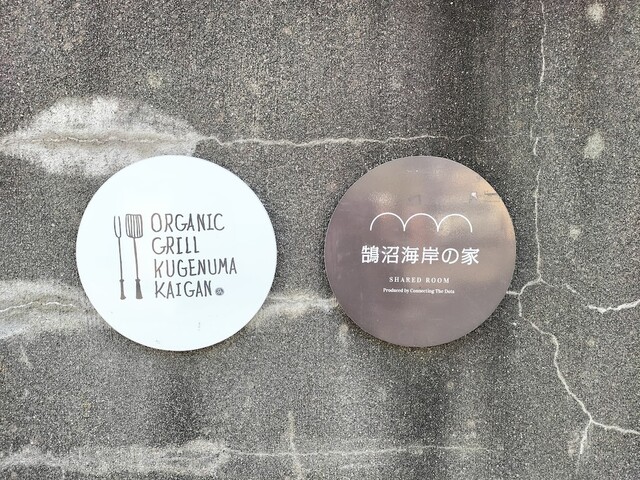 ORGANIC
GRILL
KUGENUMA
KAIGAN
鵠沼海岸の家
SHARED ROOM
Produced by Connecting The Dots